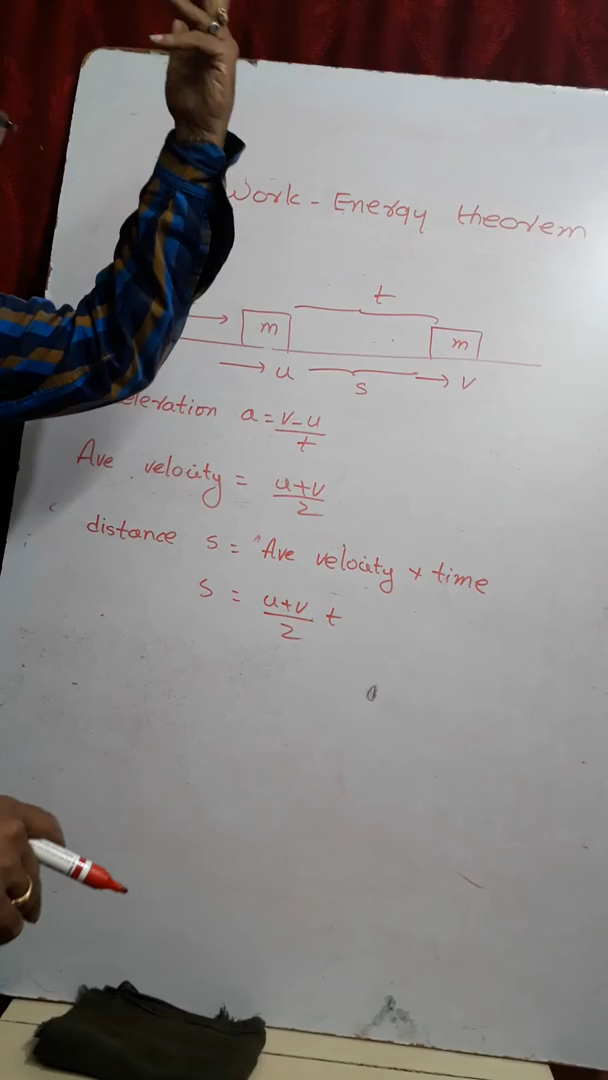 Work - Energy theorem
t
m m
u s v
a = v-u/t
Ave velocity = u+v/2
distance s = Ave velocity x time
S = u+v/2 t